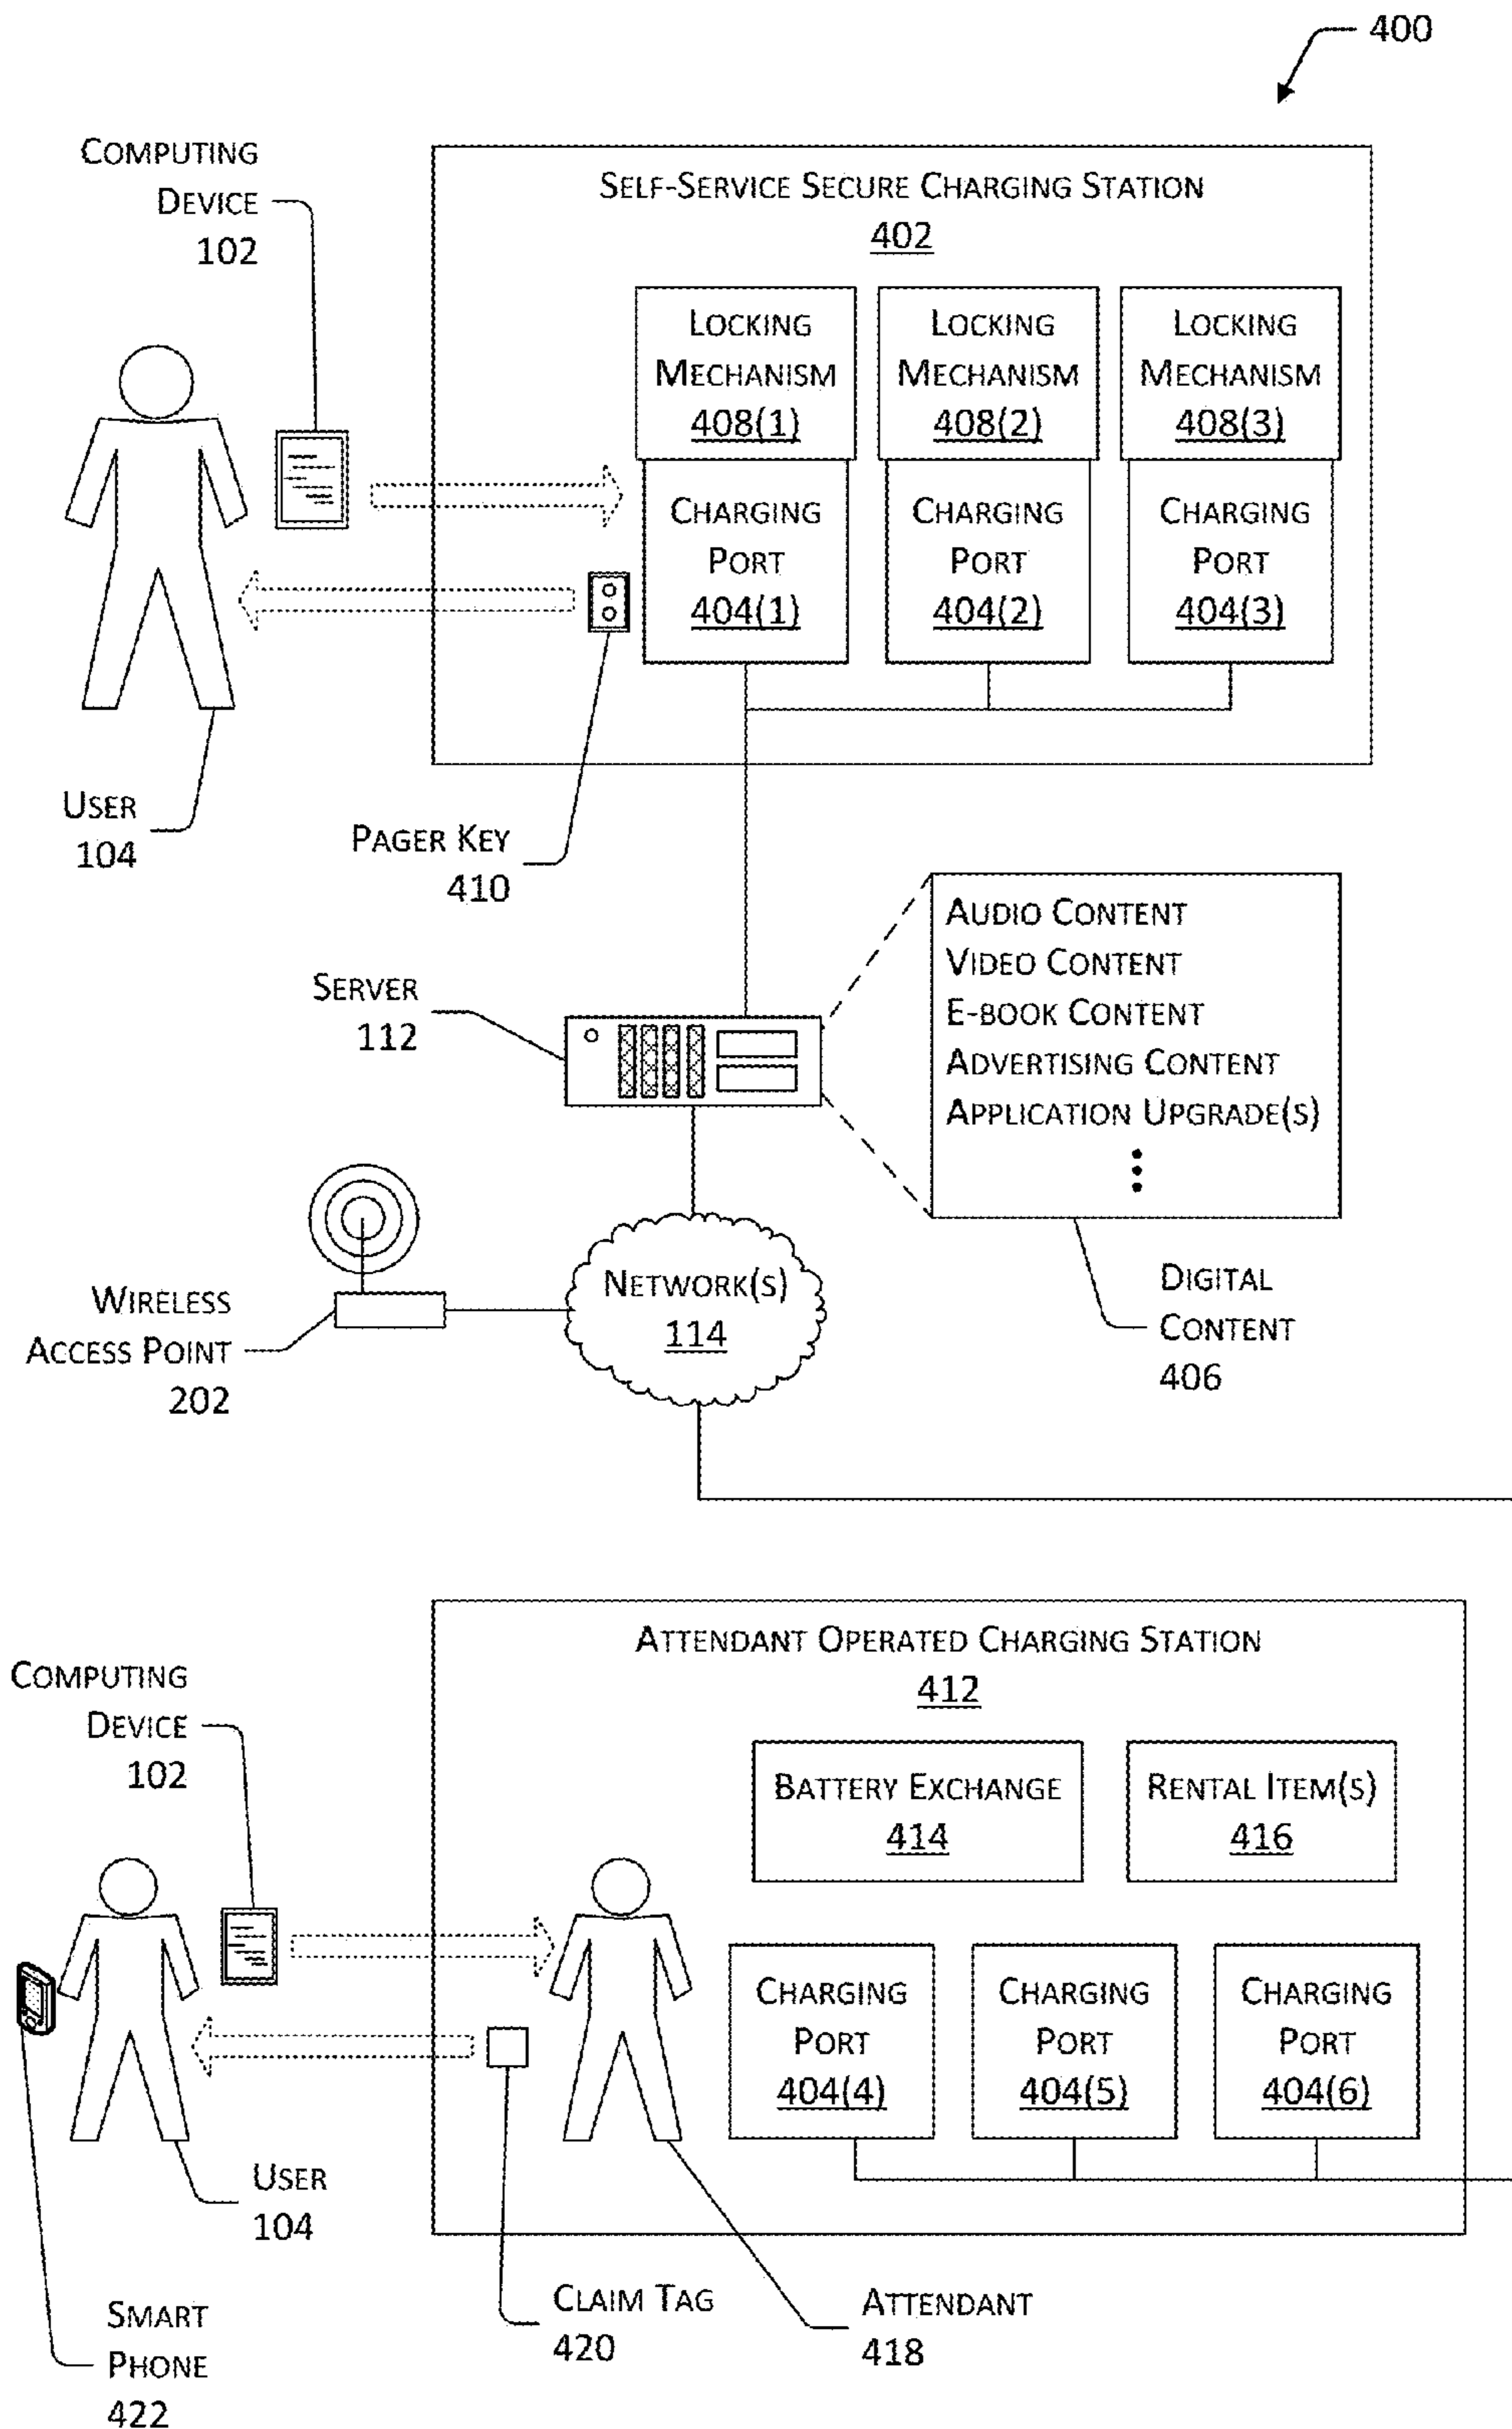 400
Computing
Device
102
Self-Service Secure Charging Station
402
Locking
Mechanism
408(1)
Locking
Mechanism
408(2)
Locking
Mechanism
408(3)
Charging
Port
404(1)
Charging
Port
404(2)
Charging
Port
404(3)
User
104
Pager Key
410
Server
112
Audio Content
Video Content
E-book Content
Advertising Content
Application Upgrade(s)
Digital
Content
406
Network(s)
114
Wireless
Access Point
202
Attendant Operated Charging Station
412
Computing
Device
102
Battery Exchange
414
Rental Item(s)
416
Charging
Port
404(4)
Charging
Port
404(5)
Charging
Port
404(6)
User
104
Smart
Phone
422
Claim Tag
420
Attendant
418